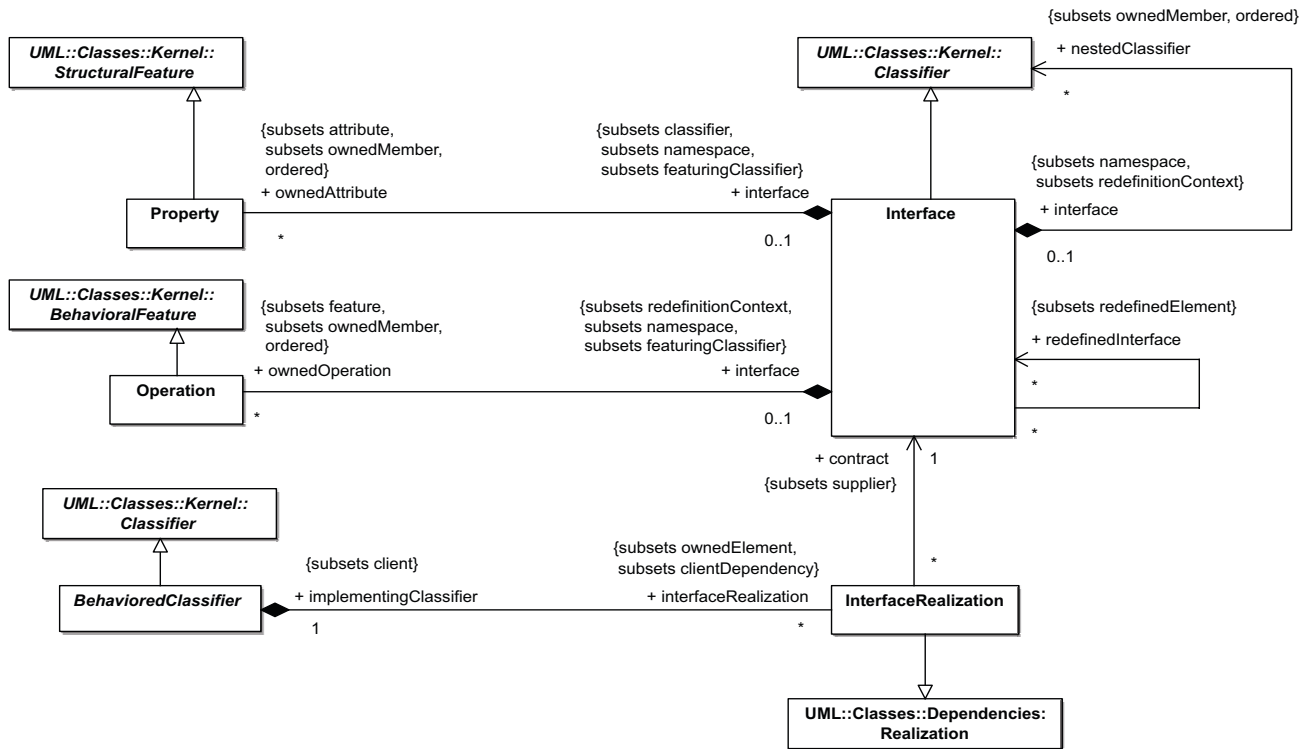 UML::Classes::Kernel::
StructuralFeature
UML::Classes::Kernel::
Classifier
{subsets ownedMember, ordered}
+ nestedClassifier
*
{subsets attribute,
subsets ownedMember,
ordered}
+ ownedAttribute
*
{subsets classifier,
subsets namespace,
subsets featuringClassifier}
+ interface
0..1
Property
Interface
{subsets namespace,
subsets redefinitionContext}
+ interface
0..1
UML::Classes::Kernel::
BehavioralFeature
{subsets feature,
subsets ownedMember,
ordered}
+ ownedOperation
*
{subsets redefinitionContext,
subsets namespace,
subsets featuringClassifier}
+ interface
0..1
{subsets redefinedElement}
+ redefinedInterface
*
*
Operation
+ contract
1
{subsets supplier}
UML::Classes::Kernel::
Classifier
{subsets client}
+ implementingClassifier
1
{subsets ownedElement,
subsets clientDependency}
+ interfaceRealization
*
*
BehavioredClassifier
InterfaceRealization
UML::Classes::Dependencies:
Realization